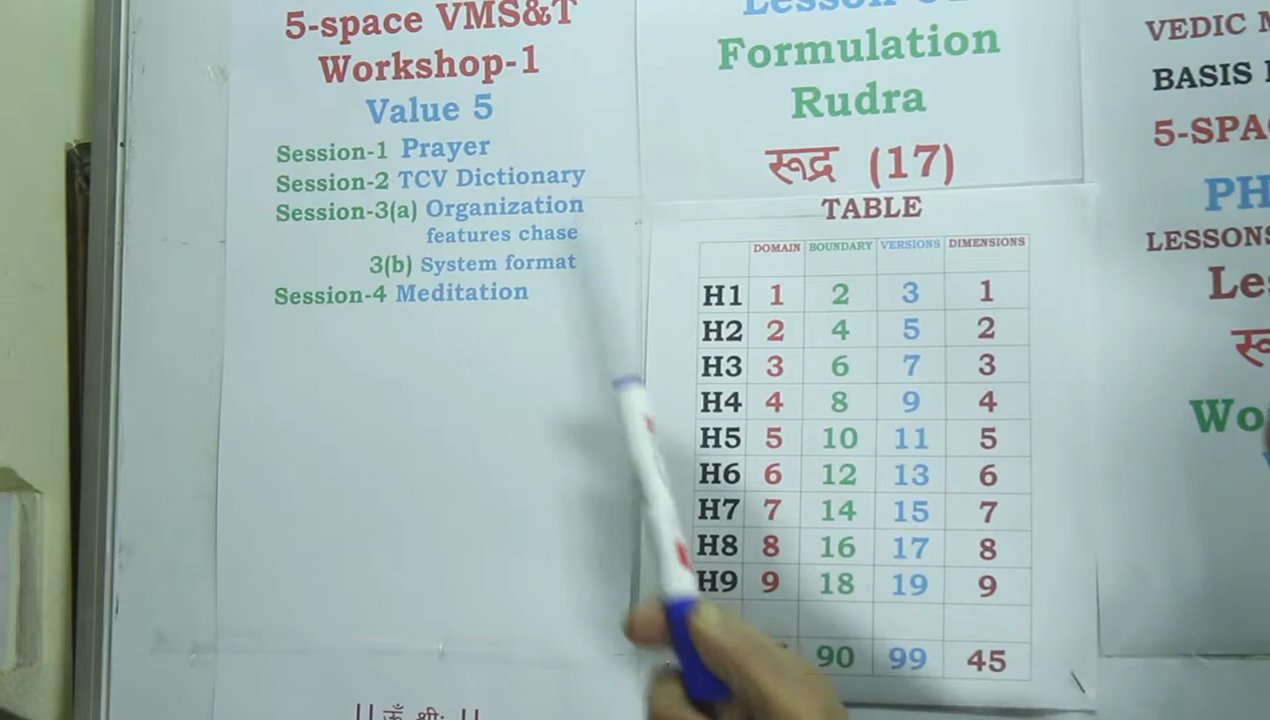 5-space VMS&T
Workshop-1
Value 5
Session-1 Prayer
Session-2 TCV Dictionary
Session-3(a) Organization
features chase
3(b) System format
Session-4 Meditation
|| ॐ श्रीः ||
Lesson
Formulation
Rudra
रूद्र (17)
TABLE
DOMAIN BOUNDARY VERSIONS DIMENSIONS
H1 1 2 3 1
H2 2 4 5 2
H3 3 6 7 3
H4 4 8 9 4
H5 5 10 11 5
H6 6 12 13 6
H7 7 14 15 7
H8 8 16 17 8
H9 9 18 19 9
90 99 45
VEDIC
BASIS
5-SPA
PH
LESSONS
Le
रू
Wo